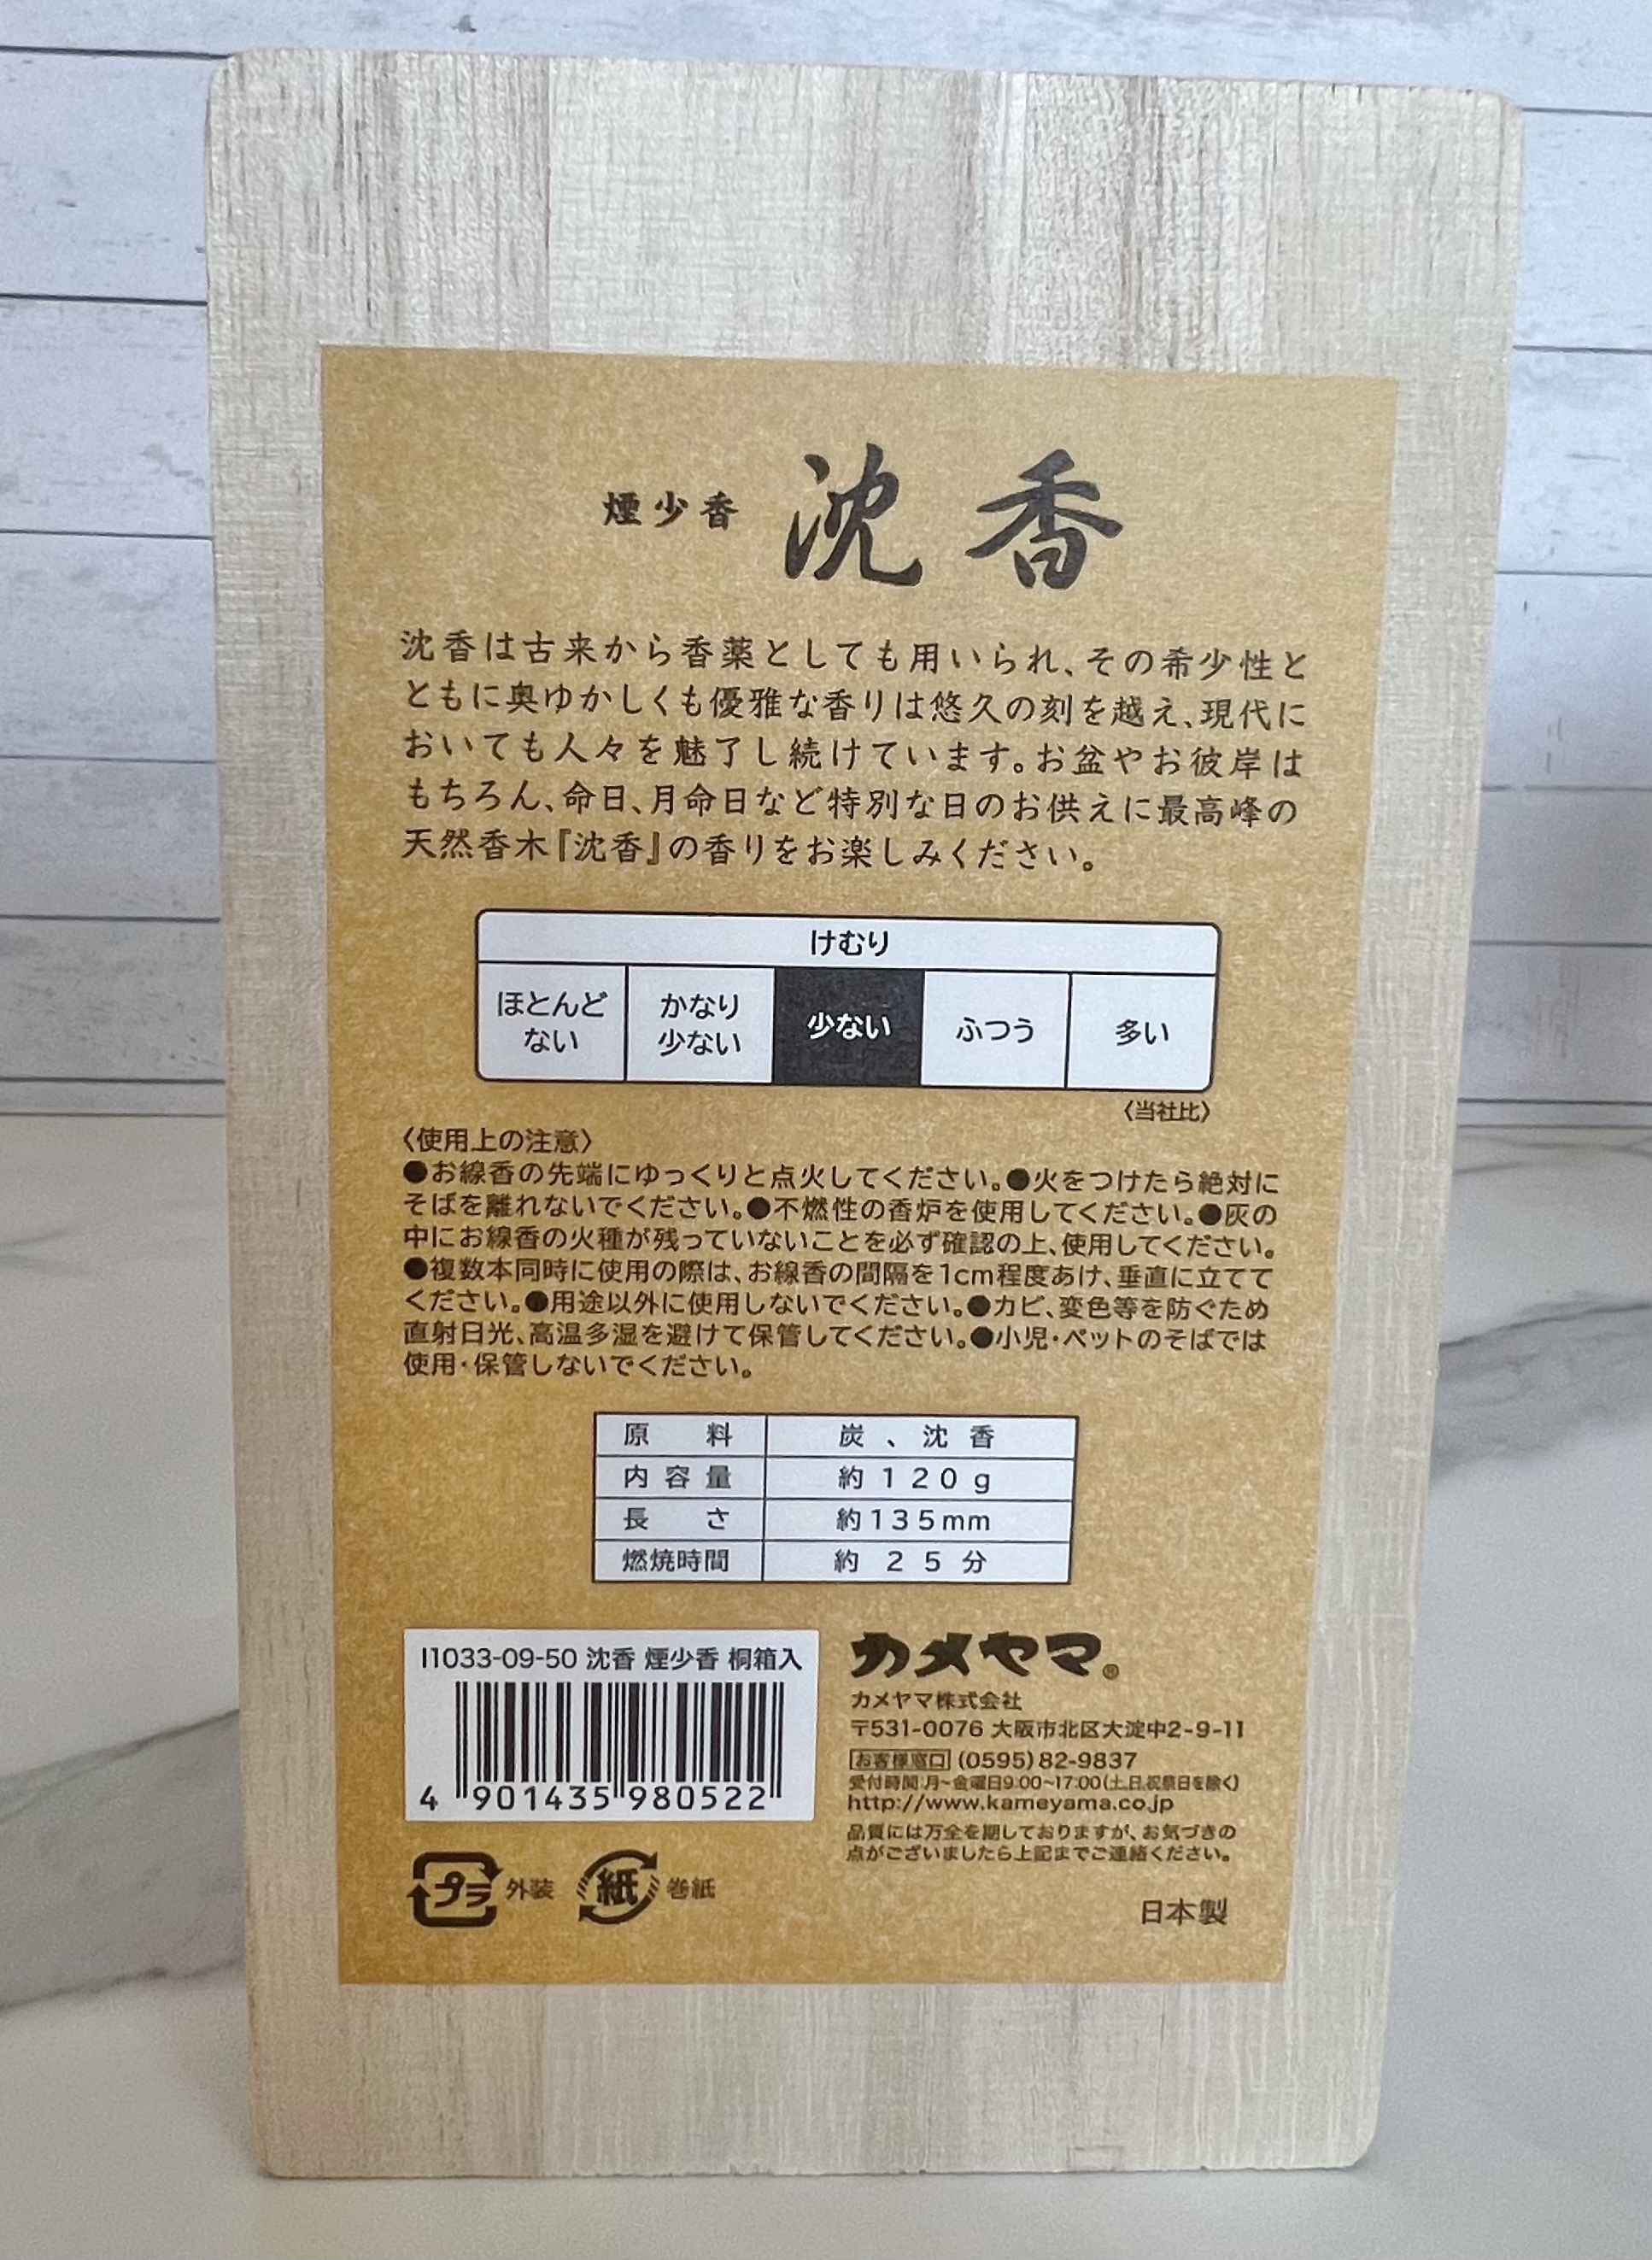 煙少香 沈香
沈香は古来から香薬としても用いられ、その希少性と
ともに奥ゆかしくも優雅な香りは悠久の刻を越え、現代に
おいても人々を魅了し続けています。お盆やお彼岸は
もちろん、命日、月命日など特別な日のお供えに最高峰の
天然香木『沈香』の香りをお楽しみください。
けむり
ほとんど
ない
かなり
少ない
少ない
ふつう
多い
〈当社比〉
〈使用上の注意〉
●お線香の先端にゆっくりと点火してください。●火をつけたら絶対に
そばを離れないでください。●不燃性の香炉を使用してください。●灰の
中にお線香の火種が残っていないことを必ず確認の上、使用してください。
●複数本同時に使用の際は、お線香の間隔を1cm程度あけ、垂直に立てて
ください。●用途以外に使用しないでください。●カビ、変色等を防ぐため
直射日光、高温多湿を避けて保管してください。●小児・ペットのそばでは
使用・保管しないでください。
原料 炭、沈香
内容量 約120g
長さ 約135mm
燃焼時間 約25分
I1033-09-50 沈香 煙少香 桐箱入
4 901435 980522
カメヤマ®
カメヤマ株式会社
〒531-0076 大阪市北区大淀中2-9-11
お客様窓口 (0595)82-9837
受付時間 月~金曜日9:00~17:00(土.日.祝祭日を除く)
http://www.kameyama.co.jp
品質には万全を期しておりますが、お気づきの
点がございましたら上記までご連絡ください。
プラ 外装 紙 巻紙
日本製